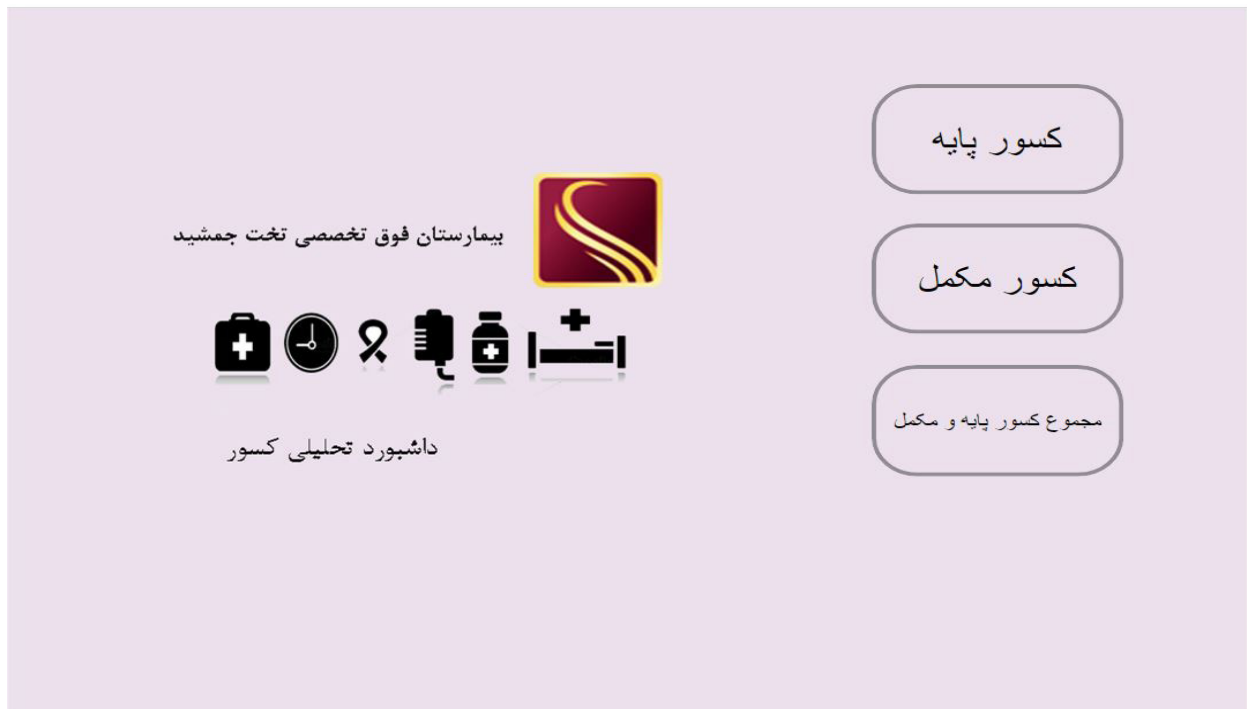 کسور پایه
کسور مکمل
مجموع کسور پایه و مکمل
بیمارستان فوق تخصصی تخت جمشید
داشبورد تحلیلی کسور